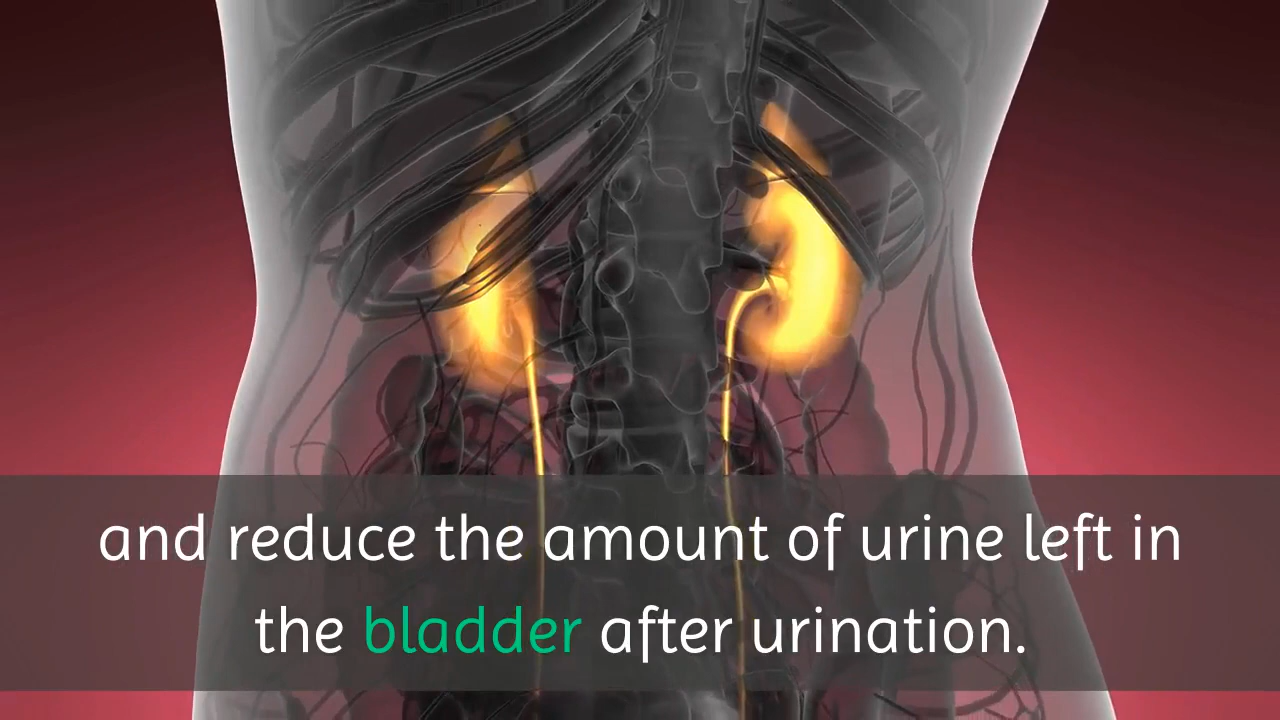 and reduce the amount of urine left in
the bladder after urination.